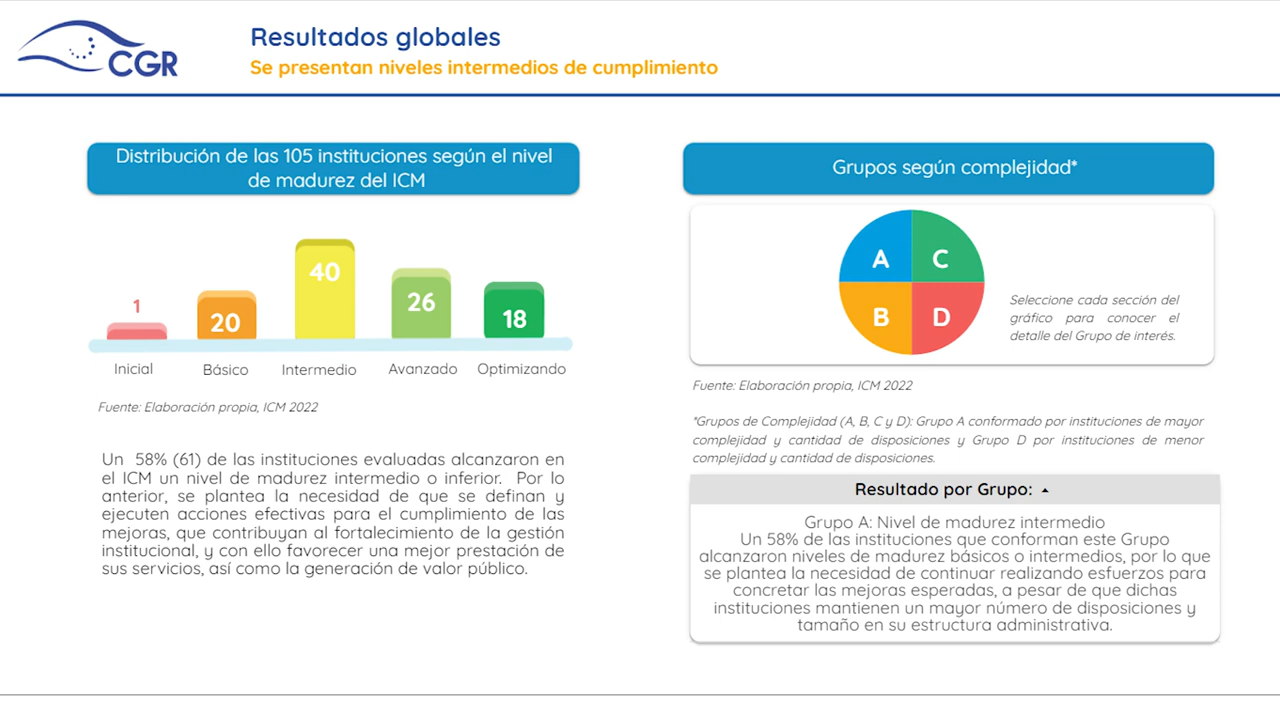 CGR
Resultados globales
Se presentan niveles intermedios de cumplimiento
Distribución de las 105 instituciones según el nivel
de madurez del ICM
1
20
40
26
18
Inicial
Básico
Intermedio
Avanzado
Optimizando
Fuente: Elaboración propia, ICM 2022
Un 58% (61) de las instituciones evaluadas alcanzaron en
el ICM un nivel de madurez intermedio o inferior. Por lo
anterior, se plantea la necesidad de que se definan y
ejecuten acciones efectivas para el cumplimiento de las
mejoras, que contribuyan al fortalecimiento de la gestión
institucional, y con ello favorecer una mejor prestación de
sus servicios, así como la generación de valor público.
Grupos según complejidad*
A
C
B
D
Seleccione cada sección del
gráfico para conocer el
detalle del Grupo de interés.
Fuente: Elaboración propia, ICM 2022
*Grupos de Complejidad (A, B, C y D): Grupo A conformado por instituciones de mayor
complejidad y cantidad de disposiciones y Grupo D por instituciones de menor
complejidad y cantidad de disposiciones.
Resultado por Grupo:
Grupo A: Nivel de madurez intermedio
Un 58% de las instituciones que conforman este Grupo
alcanzaron niveles de madurez básicos o intermedios, por lo que
se plantea la necesidad de continuar realizando esfuerzos para
concretar las mejoras esperadas, a pesar de que dichas
instituciones mantienen un mayor número de disposiciones y
tamaño en su estructura administrativa.